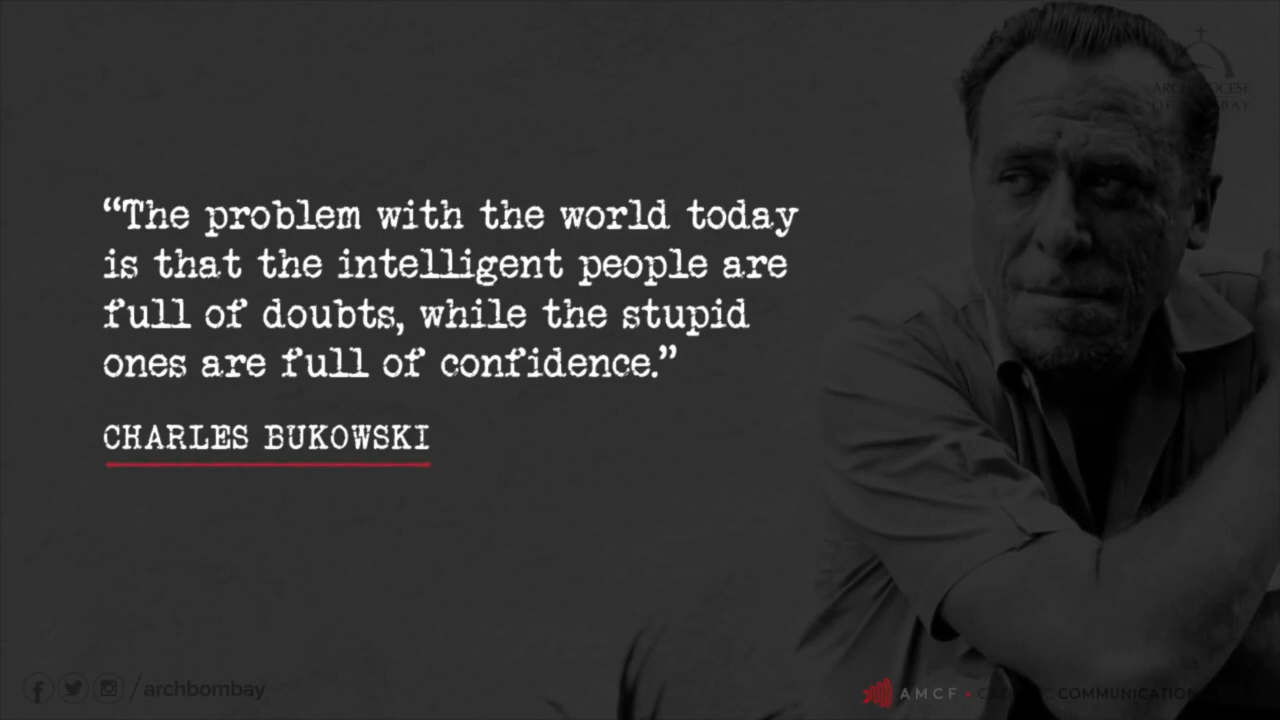 “The problem with the world today
is that the intelligent people are
full of doubts, while the stupid
ones are full of confidence.”
CHARLES BUKOWSKI
/archbombay
AMCF • COMMUNICATION